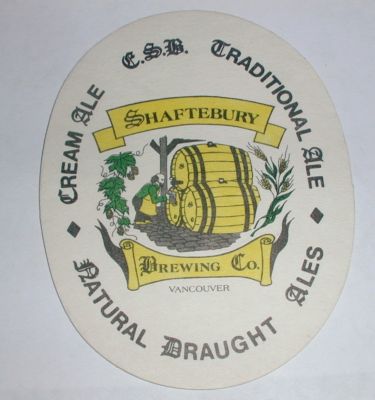 CREAM ALE E.S.B. TRADITIONAL ALE
SHAFTEBURY
BREWING CO.
VANCOUVER
NATURAL DRAUGHT ALES